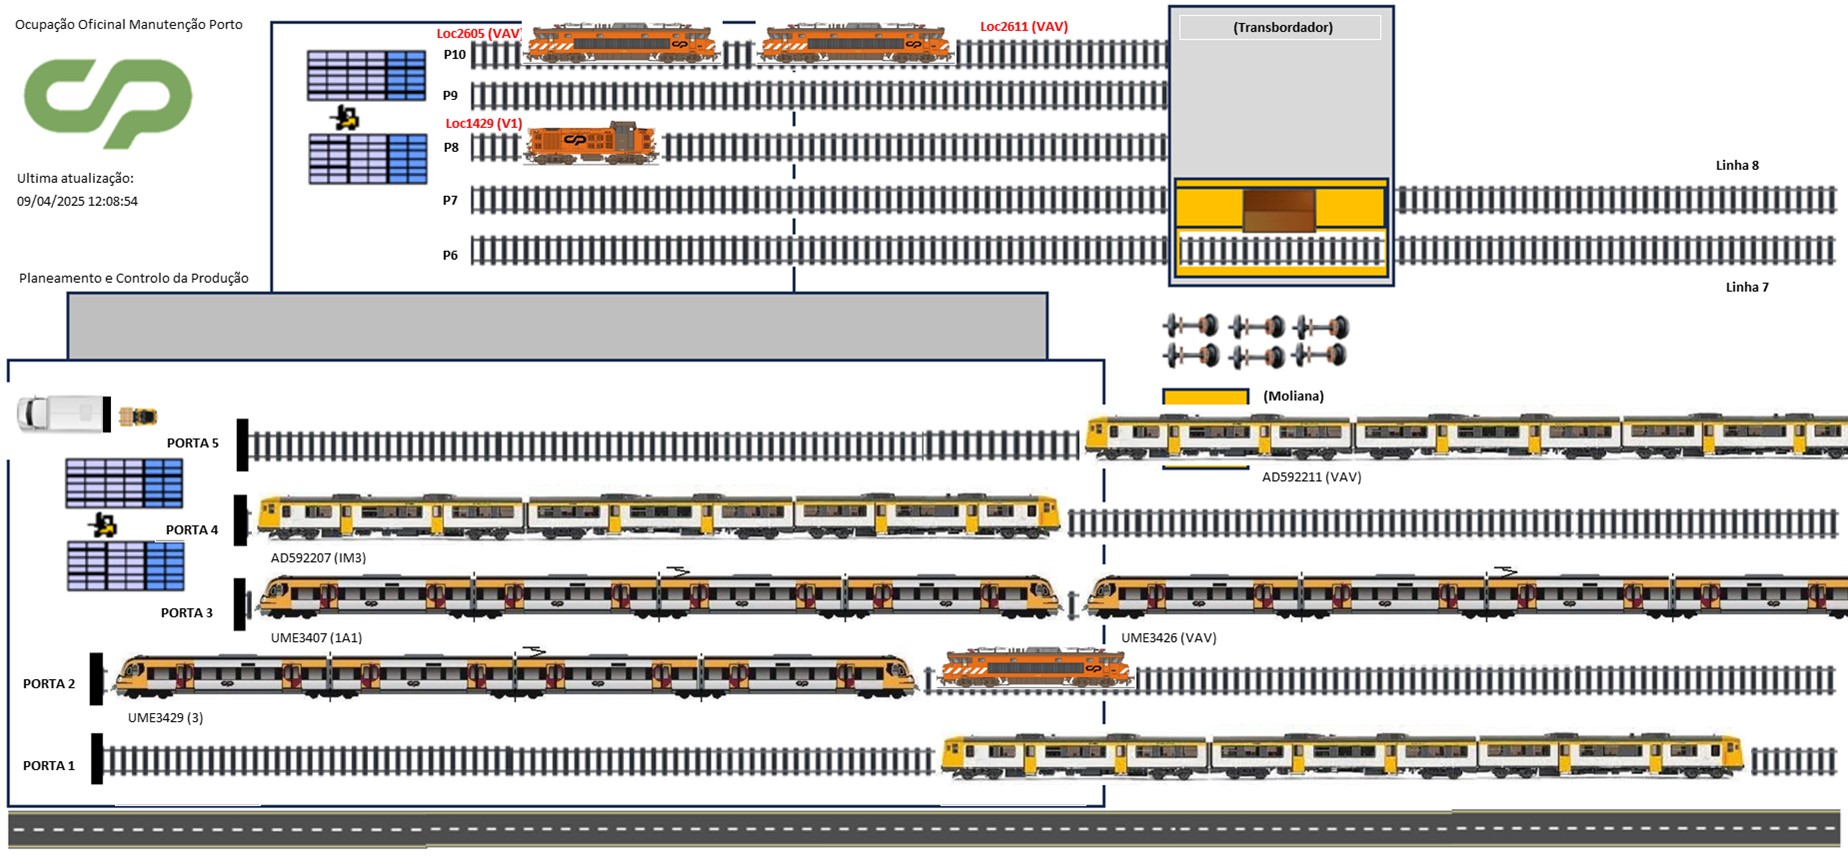 Ocupação Oficinal Manutenção Porto
Ultima atualização:
09/04/2025 12:08:54
Planeamento e Controlo da Produção
Loc2605 (VAV)
Loc2611 (VAV)
(Transbordador)
P10
P9
Loc1429 (V1)
P8
P7
P6
Linha 8
Linha 7
(Moliana)
PORTA 5
AD592211 (VAV)
PORTA 4
AD592207 (IM3)
PORTA 3
UME3407 (1A1)
UME3426 (VAV)
PORTA 2
UME3429 (3)
PORTA 1